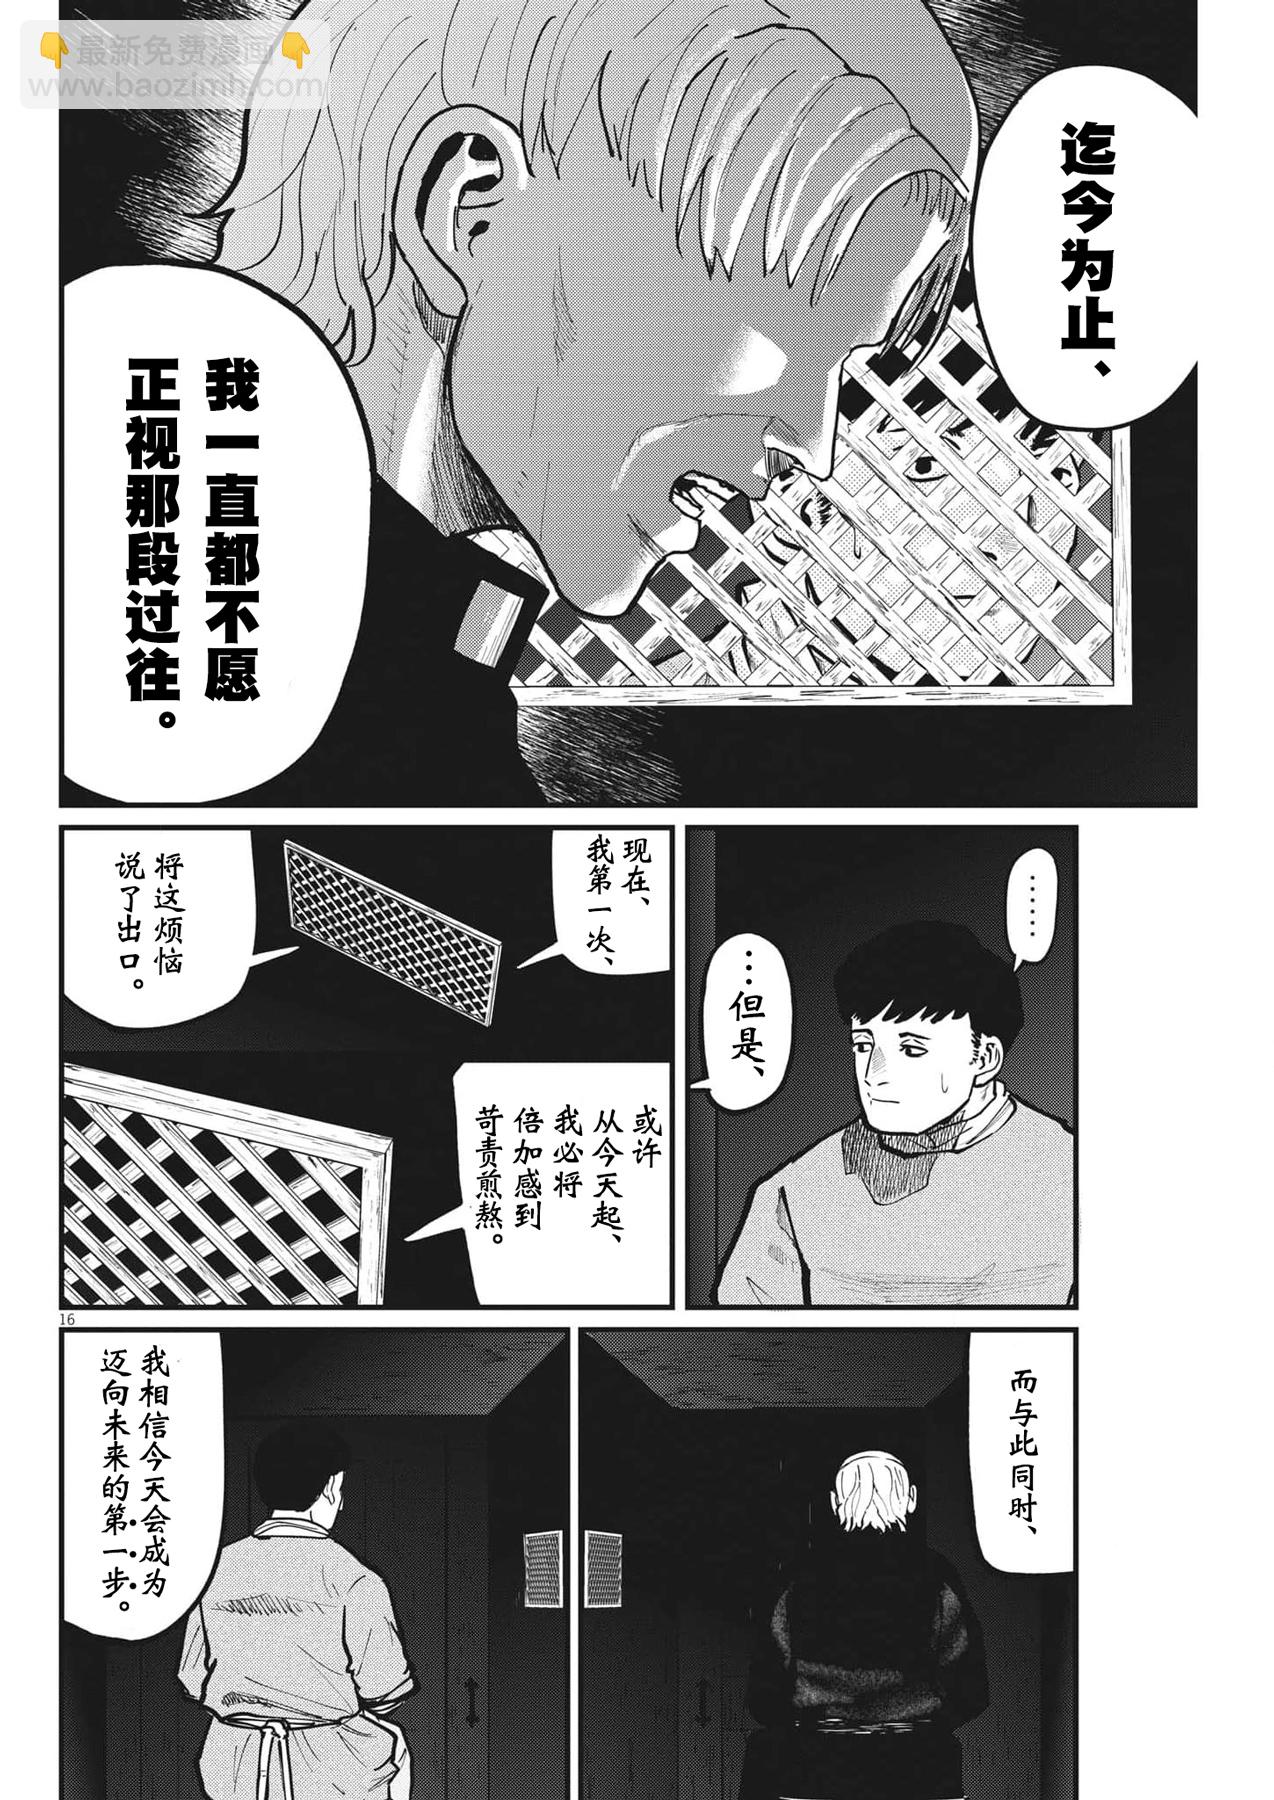 最新免费漫画
www.baozimh.com
迄今为止、
我一直都不愿
正视那段过往。
……
…但是、
现在、
我第一次、
将这烦恼
说了出口。
或许
从今天起、
我必将
倍加感到
苛责煎熬。
16
而与此同时、
我相信今天会成为
迈向未来的第一步。